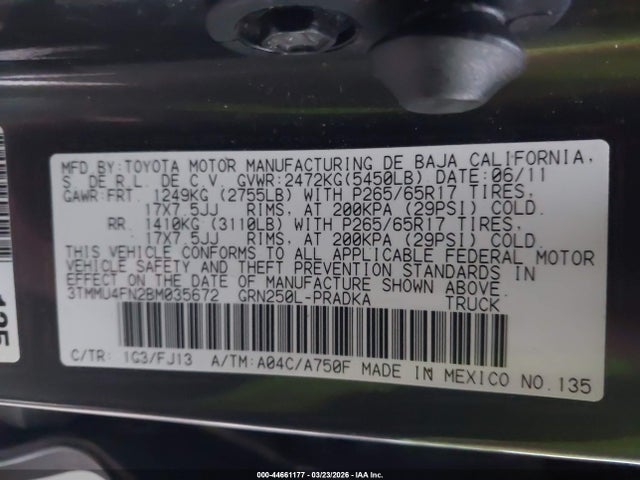 MFD.BY:TOYOTA MOTOR MANUFACTURING DE BAJA CALIFORNIA,
S. DE R.L. DE C.V. GVWR:2472KG(5450LB) DATE:06/11
GAWR:FRT. 1249KG (2755LB) WITH P265/65R17 TIRES,
17X7.5JJ RIMS, AT 200KPA (29PSI) COLD.
RR. 1410KG (3110LB) WITH P265/65R17 TIRES,
17X7.5JJ RIMS, AT 200KPA (29PSI) COLD.
THIS VEHICLE CONFORMS TO ALL APPLICABLE FEDERAL MOTOR
VEHICLE SAFETY AND THEFT PREVENTION STANDARDS IN
EFFECT ON THE DATE OF MANUFACTURE SHOWN ABOVE.
3TMMU4FN2BM035672 GRN250L-PRADKA TRUCK
C/TR: 1G3/FJ13 A/TM:A04C/A750F MADE IN MEXICO NO.135
135
000-44661177 - 03/23/2026 - IAA Inc.